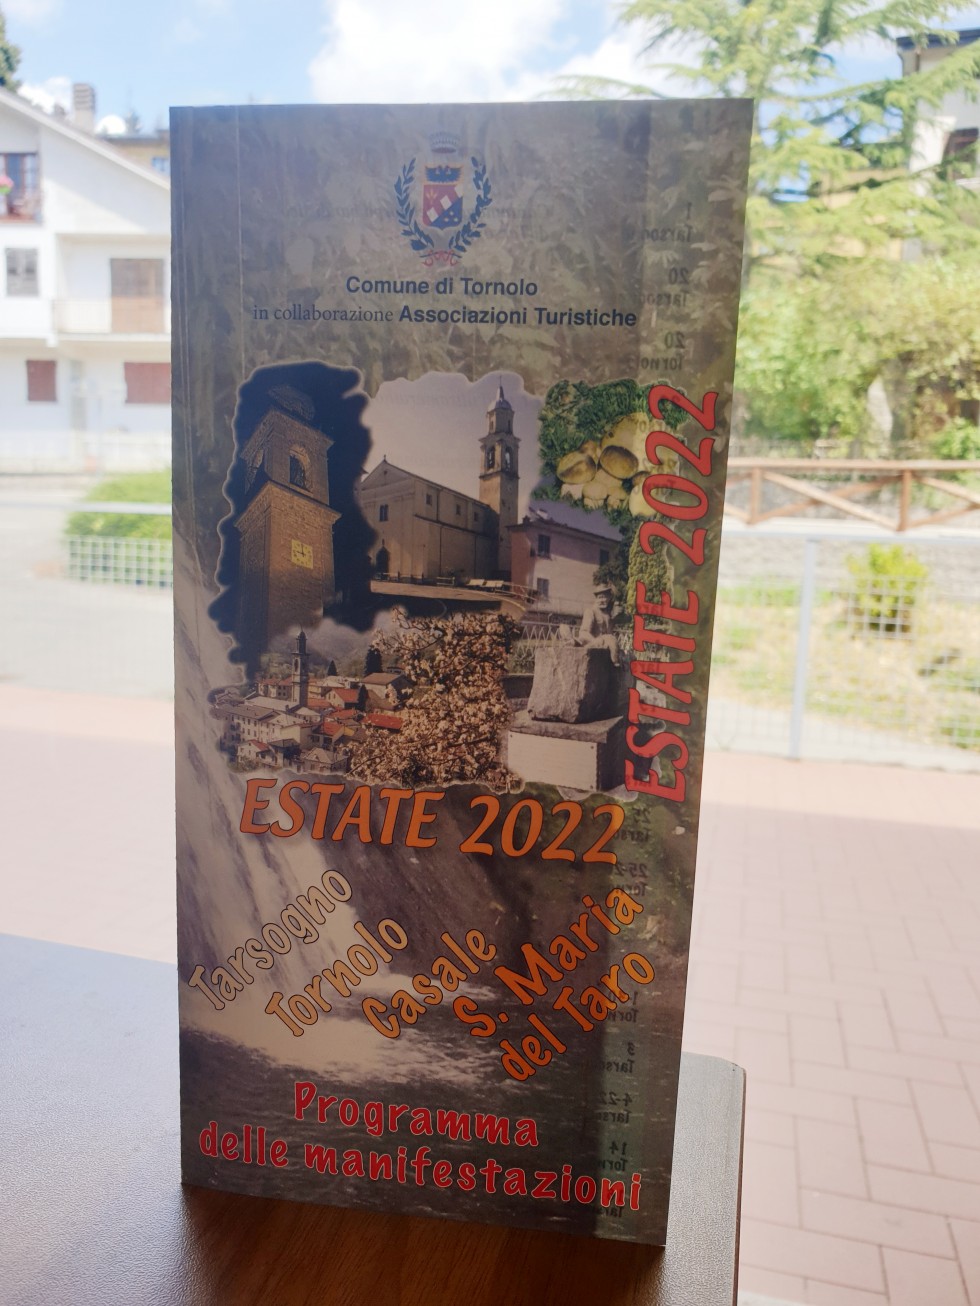 Comune di Tornolo
in collaborazione Associazioni Turistiche
ESTATE 2022
ESTATE 2022
Tarsogno
Tornolo
Casale
S. Maria
del Taro
Programma
delle manifestazioni